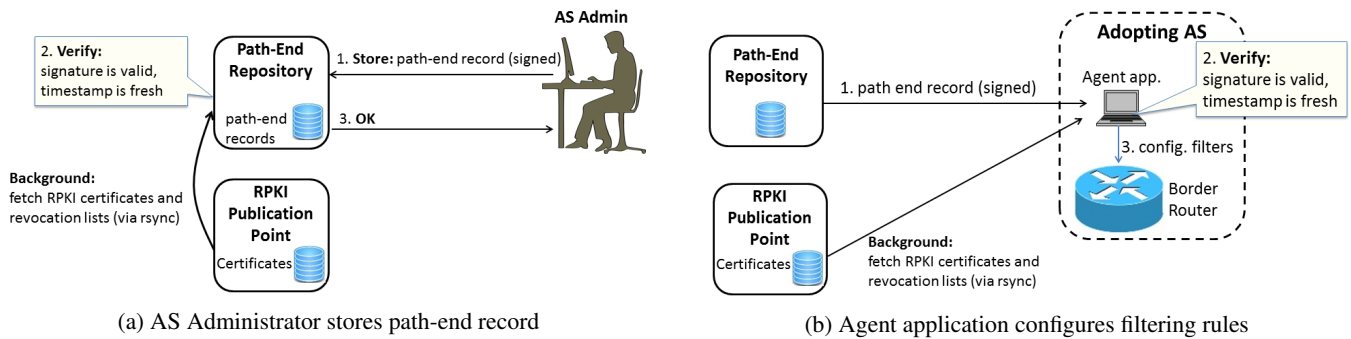 AS Admin
2. Verify:
signature is valid,
timestamp is fresh
Path-End
Repository
path-end
records
1. Store: path-end record (signed)
3. OK
Background:
fetch RPKI certificates and
revocation lists (via rsync)
RPKI
Publication
Point
Certificates
(a) AS Administrator stores path-end record
Path-End
Repository
1. path end record (signed)
Adopting AS
Agent app.
2. Verify:
signature is valid,
timestamp is fresh
3. config. filters
Border
Router
RPKI
Publication
Point
Certificates
Background:
fetch RPKI certificates and
revocation lists (via rsync)
(b) Agent application configures filtering rules